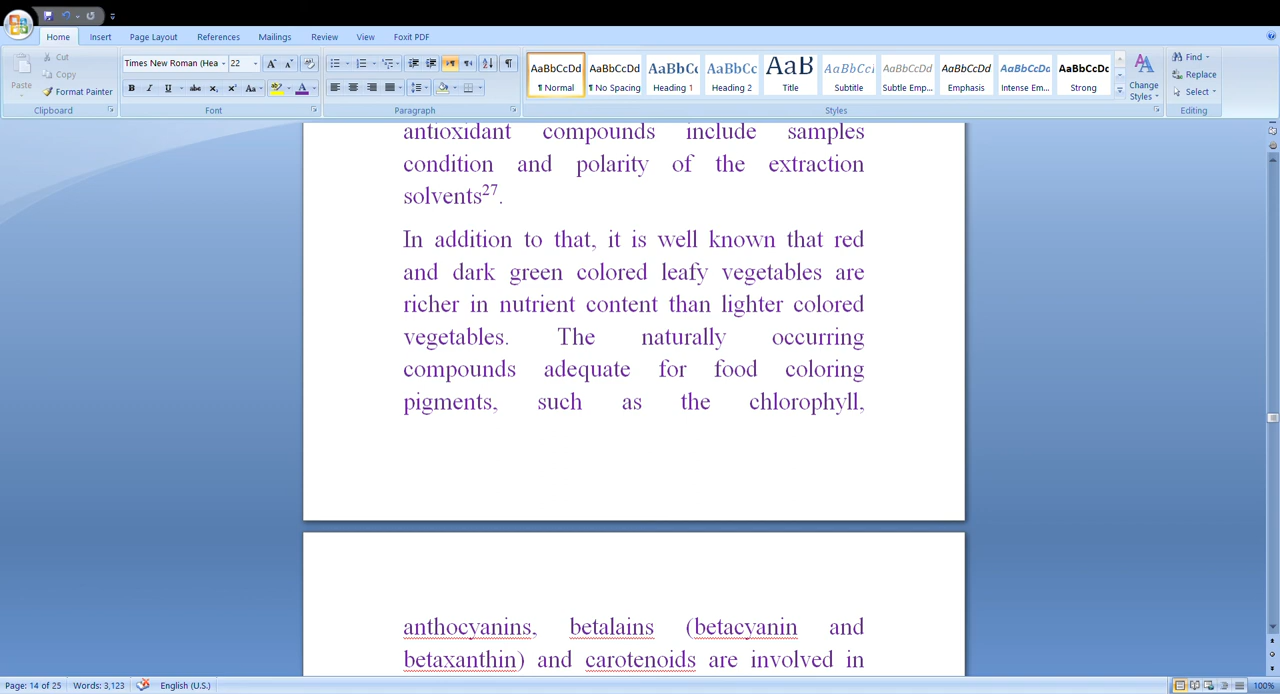 Home Insert Page Layout References Mailings Review View Foxit PDF
Paste
Cut
Copy
Format Painter
Clipboard
Times New Roman (Hea 22
B I U abc X₂ X² Aa A
Font
Paragraph
AaBbCcDd AaBbCcDd AaBbCc AaBbCc AaB AaBbCcI AaBbCcDd AaBbCcDd AaBbCcDd AaBbCcDc
¶ Normal ¶ No Spacing Heading 1 Heading 2 Title Subtitle Subtle Emp... Emphasis Intense Em... Strong
Styles
Change
Styles
Find
Replace
Select
Editing
antioxidant compounds include samples
condition and polarity of the extraction
solvents27.
In addition to that, it is well known that red
and dark green colored leafy vegetables are
richer in nutrient content than lighter colored
vegetables. The naturally occurring
compounds adequate for food coloring
pigments, such as the chlorophyll,
anthocyanins, betalains (betacyanin and
betaxanthin) and carotenoids are involved in
Page: 14 of 25 Words: 3,123 English (U.S.) 100%